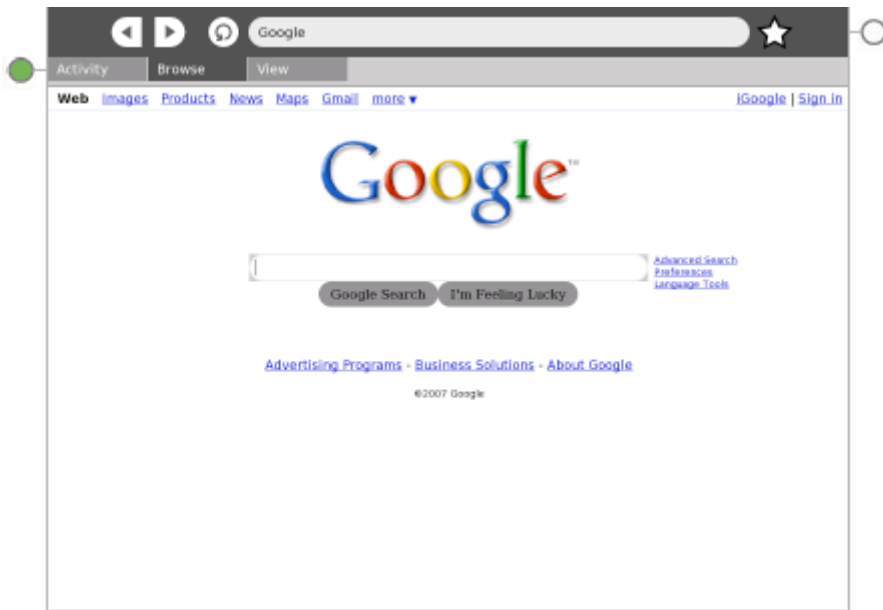 Google
Activity Browse View
Web Images Products News Maps Gmail more ▼ iGoogle | Sign in
Google™
Advanced Search
Preferences
Language Tools
Google Search I'm Feeling Lucky
Advertising Programs - Business Solutions - About Google
©2007 Google